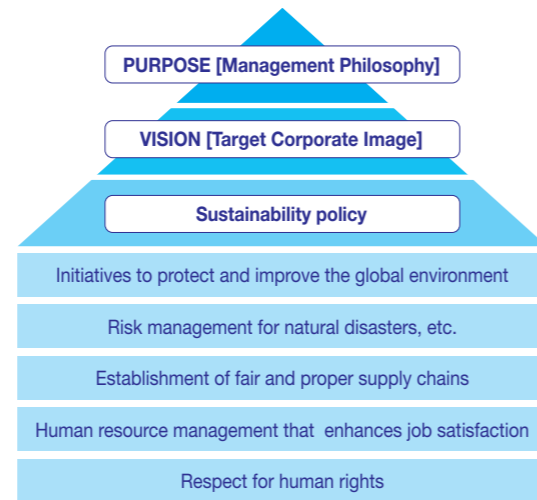 PURPOSE [Management Philosophy]
VISION [Target Corporate Image]
Sustainability policy
Initiatives to protect and improve the global environment
Risk management for natural disasters, etc.
Establishment of fair and proper supply chains
Human resource management that enhances job satisfaction
Respect for human rights